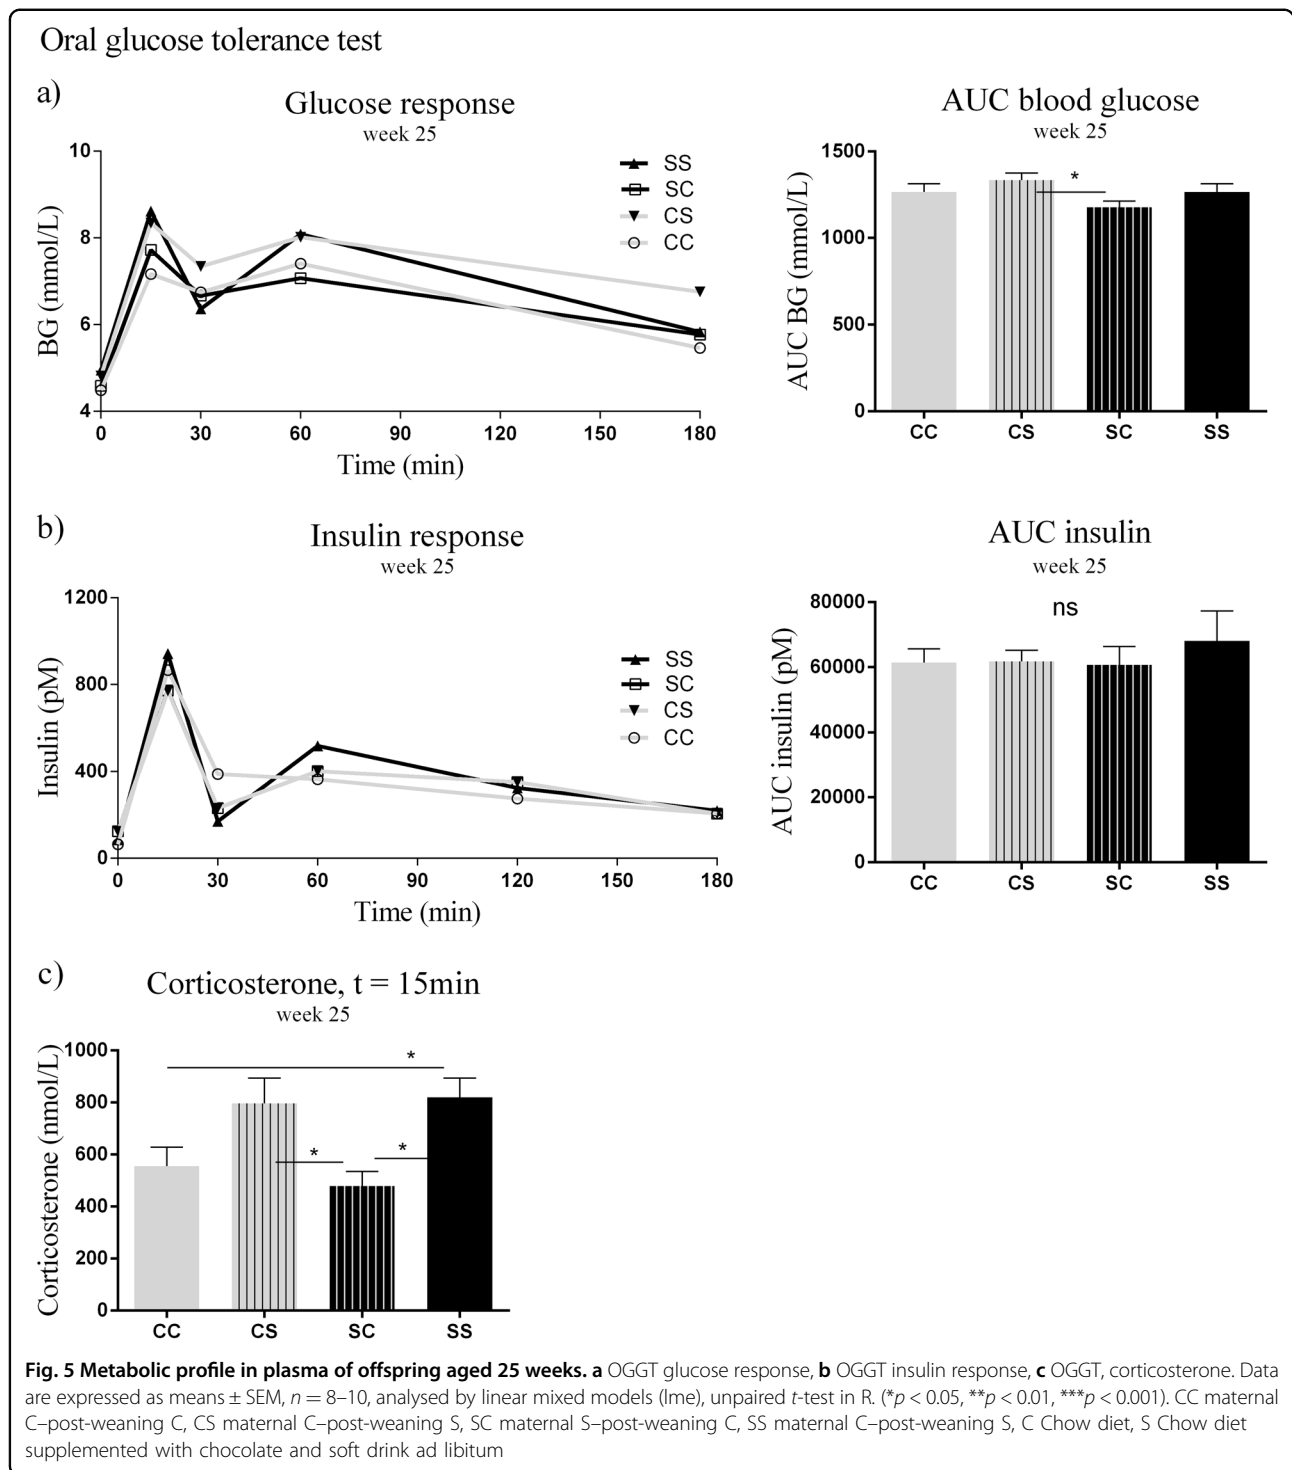 Oral glucose tolerance test
a)
Glucose response
week 25
SS
SC
CS
CC
BG (mmol/L)
10
8
6
4
0
30
60
90
120
150
180
Time (min)
AUC blood glucose
week 25
AUC BG (mmol/L)
1500
1000
500
0
*
CC
CS
SC
SS
b)
Insulin response
week 25
SS
SC
CS
CC
Insulin (pM)
1200
800
400
0
0
30
60
90
120
150
180
Time (min)
AUC insulin
week 25
ns
AUC insulin (pM)
80000
60000
40000
20000
0
CC
CS
SC
SS
c)
Corticosterone, t = 15min
week 25
Corticosterone (nmol/L)
1000
800
600
400
200
0
*
*
*
CC
CS
SC
SS
Fig. 5 Metabolic profile in plasma of offspring aged 25 weeks. a OGGT glucose response, b OGGT insulin response, c OGGT, corticosterone. Data
are expressed as means ± SEM, n = 8–10, analysed by linear mixed models (lme), unpaired t-test in R. (*p < 0.05, **p < 0.01, ***p < 0.001). CC maternal
C–post-weaning C, CS maternal C–post-weaning S, SC maternal S–post-weaning C, SS maternal C–post-weaning S, C Chow diet, S Chow diet
supplemented with chocolate and soft drink ad libitum